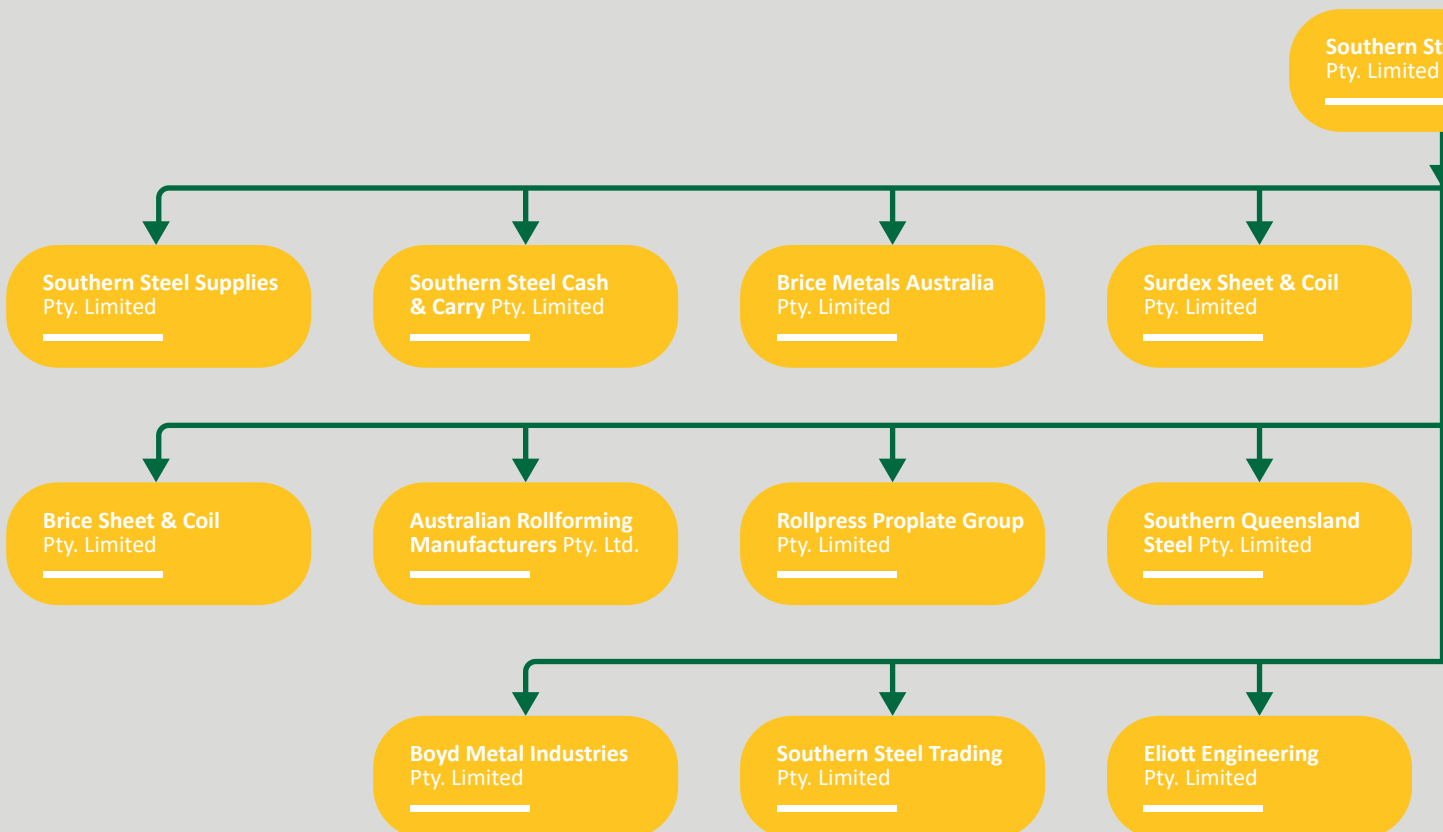 Southern St
Pty. Limited
Southern Steel Supplies
Pty. Limited
Southern Steel Cash
& Carry Pty. Limited
Brice Metals Australia
Pty. Limited
Surdex Sheet & Coil
Pty. Limited
Brice Sheet & Coil
Pty. Limited
Australian Rollforming
Manufacturers Pty. Ltd.
Rollpress Proplate Group
Pty. Limited
Southern Queensland
Steel Pty. Limited
Boyd Metal Industries
Pty. Limited
Southern Steel Trading
Pty. Limited
Eliott Engineering
Pty. Limited